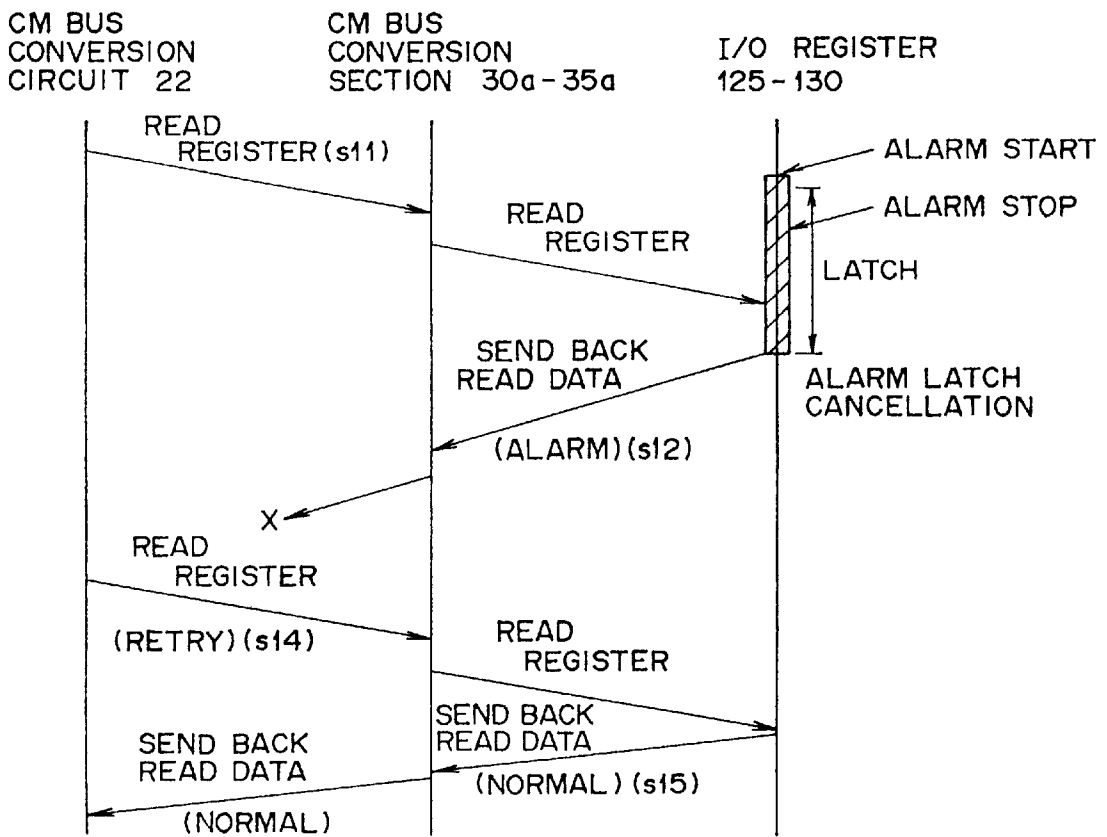 CM BUS
CONVERSION
CIRCUIT 22
CM BUS
CONVERSION
SECTION 30a-35a
I/O REGISTER
125-130
READ
REGISTER(s11)
ALARM START
READ
REGISTER
ALARM STOP
LATCH
SEND BACK
READ DATA
ALARM LATCH
CANCELLATION
(ALARM)(s12)
X
READ
REGISTER
(RETRY)(s14)
READ
REGISTER
SEND BACK
READ DATA
SEND BACK
READ DATA
(NORMAL)(s15)
(NORMAL)